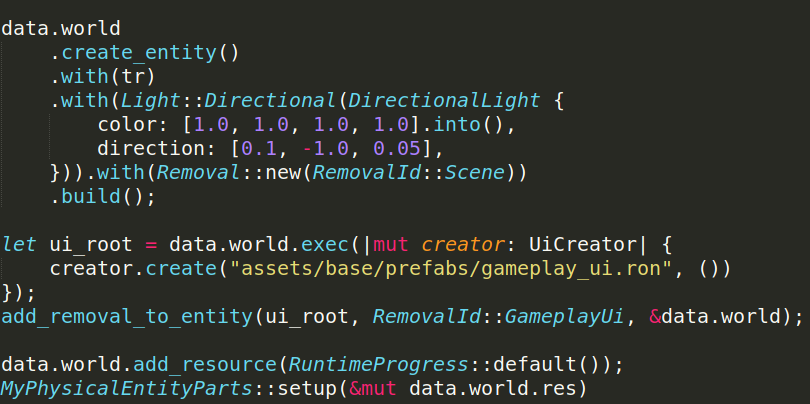 data.world
    .create_entity()
    .with(tr)
    .with(Light::Directional(DirectionalLight {
        color: [1.0, 1.0, 1.0, 1.0].into(),
        direction: [0.1, -1.0, 0.05],
    })).with(Removal::new(RemovalId::Scene))
    .build();

let ui_root = data.world.exec(|mut creator: UiCreator| {
    creator.create("assets/base/prefabs/gameplay_ui.ron", ())
});
add_removal_to_entity(ui_root, RemovalId::GameplayUi, &data.world);

data.world.add_resource(RuntimeProgress::default());
MyPhysicalEntityParts::setup(&mut data.world.res)